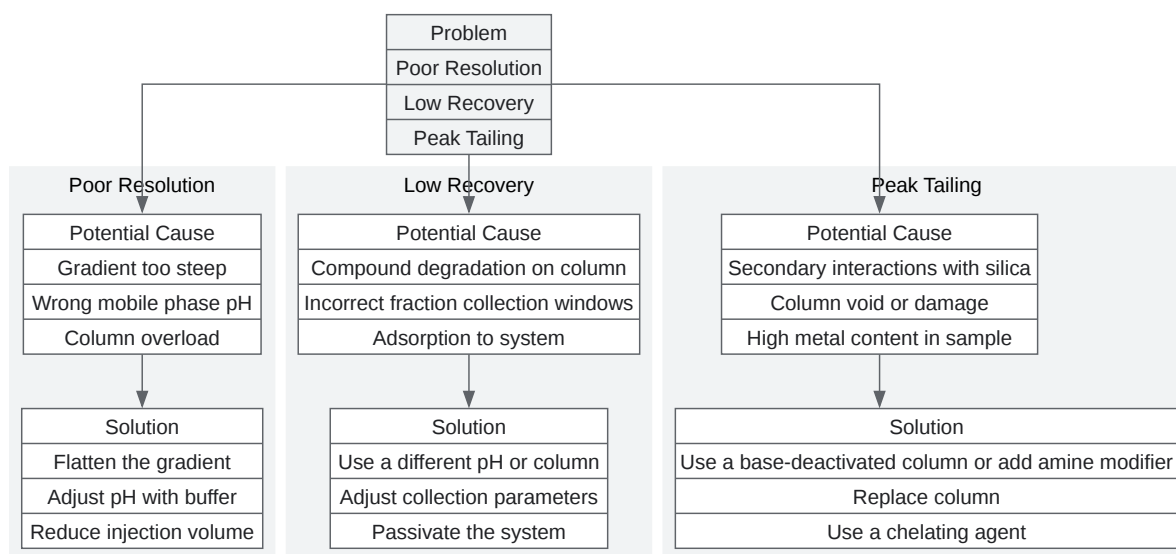 Problem
Poor Resolution
Low Recovery
Peak Tailing
Poor Resolution
Potential Cause
Gradient too steep
Wrong mobile phase pH
Column overload
Solution
Flatten the gradient
Adjust pH with buffer
Reduce injection volume
Low Recovery
Potential Cause
Compound degradation on column
Incorrect fraction collection windows
Adsorption to system
Solution
Use a different pH or column
Adjust collection parameters
Passivate the system
Peak Tailing
Potential Cause
Secondary interactions with silica
Column void or damage
High metal content in sample
Solution
Use a base-deactivated column or add amine modifier
Replace column
Use a chelating agent